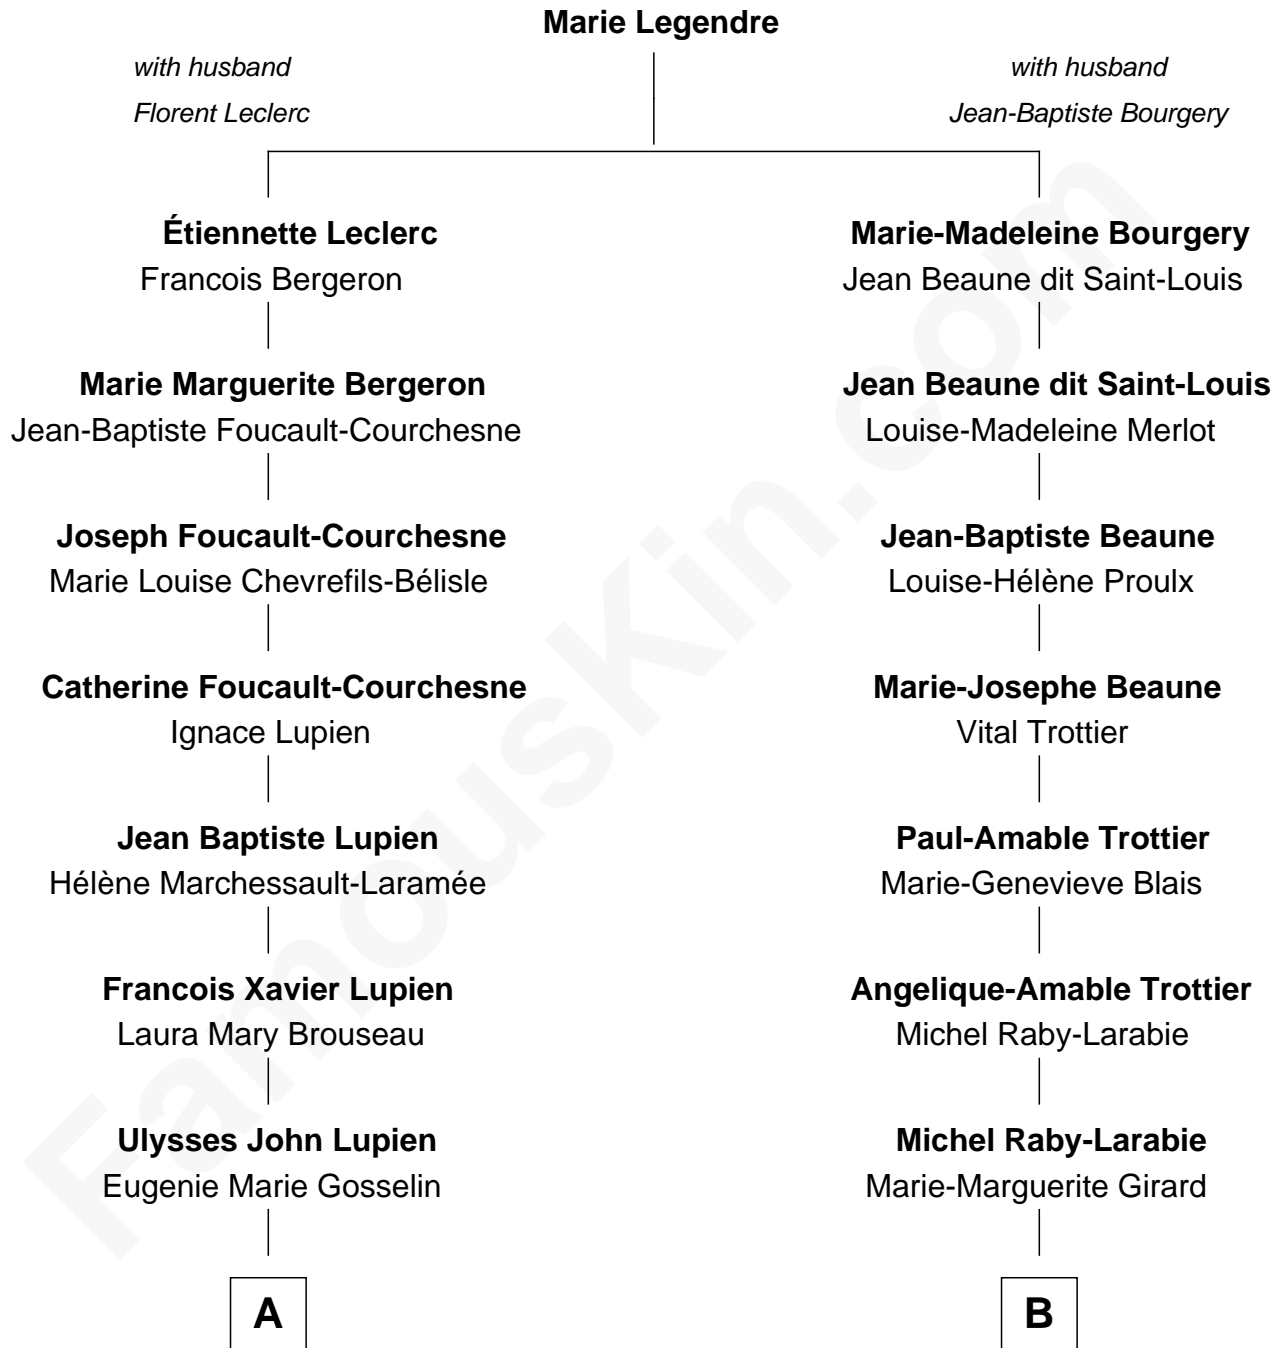 Marie Legendre
with husband
Florent Leclerc
with husband
Jean-Baptiste Bourgery
Étiennette Leclerc
Francois Bergeron
Marie Marguerite Bergeron
Jean-Baptiste Foucault-Courchesne
Joseph Foucault-Courchesne
Marie Louise Chevrefils-Bélisle
Catherine Foucault-Courchesne
Ignace Lupien
Jean Baptiste Lupien
Hélène Marchessault-Laramée
Francois Xavier Lupien
Laura Mary Brouseau
Ulysses John Lupien
Eugenie Marie Gosselin
A
Marie-Madeleine Bourgery
Jean Beaune dit Saint-Louis
Jean Beaune dit Saint-Louis
Louise-Madeleine Merlot
Jean-Baptiste Beaune
Louise-Hélène Proulx
Marie-Josephe Beaune
Vital Trottier
Paul-Amable Trottier
Marie-Genevieve Blais
Angelique-Amable Trottier
Michel Raby-Larabie
Michel Raby-Larabie
Marie-Marguerite Girard
B
FamousKin.com